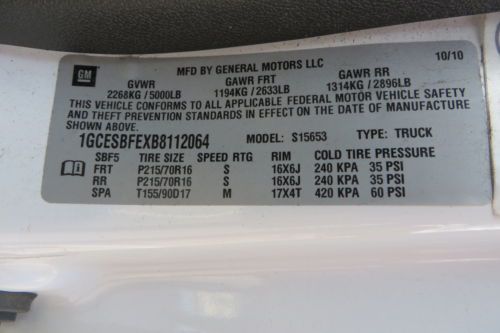 GM MFD BY GENERAL MOTORS LLC 10/10
GVWR GAWR FRT GAWR RR
2268KG / 5000LB 1194KG / 2633LB 1314KG / 2896LB
THIS VEHICLE CONFORMS TO ALL APPLICABLE FEDERAL MOTOR VEHICLE SAFETY
AND THEFT PREVENTION STANDARDS IN EFFECT ON THE DATE OF MANUFACTURE
SHOWN ABOVE.
1GCESBFEXB8112064 MODEL: S15653 TYPE: TRUCK
SBF5 TIRE SIZE SPEED RTG RIM COLD TIRE PRESSURE
FRT P215/70R16 S 16X6J 240 KPA 35 PSI
RR P215/70R16 S 16X6J 240 KPA 35 PSI
SPA T155/90D17 M 17X4T 420 KPA 60 PSI